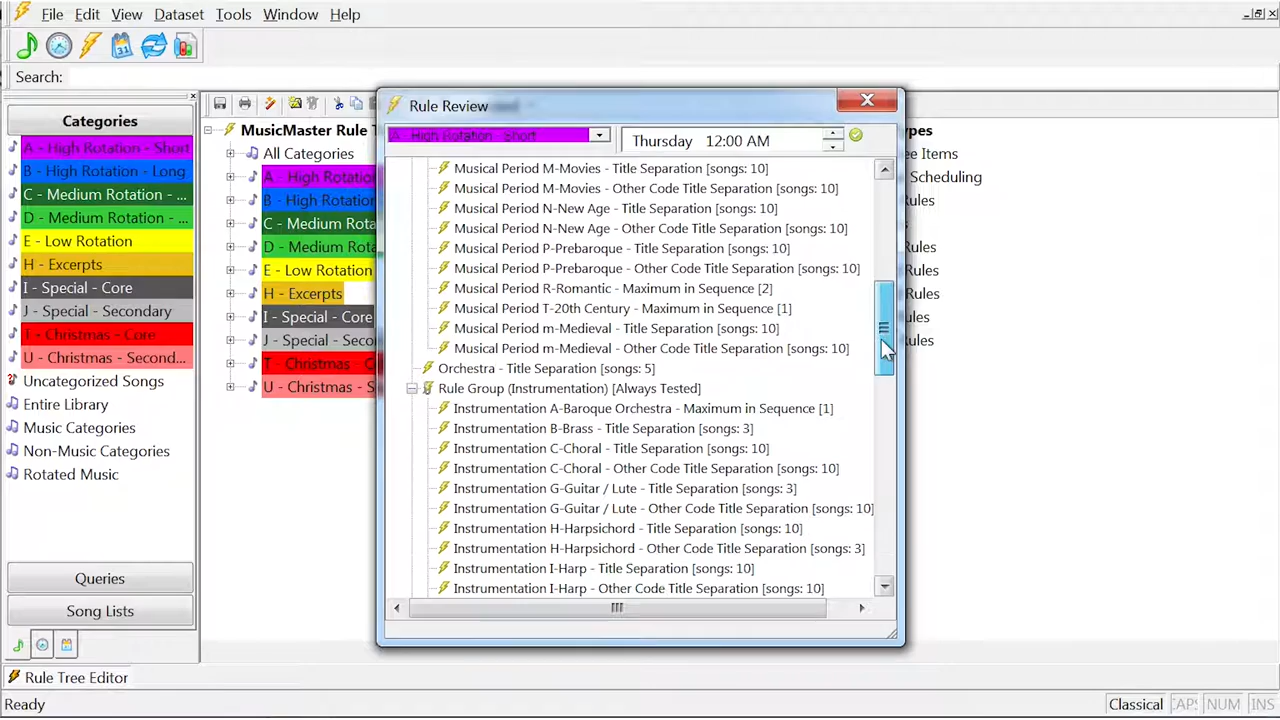 File Edit View Dataset Tools Window Help
Search:
Categories
A - High Rotation - Short
B - High Rotation - Long
C - Medium Rotation - ...
D - Medium Rotation - ...
E - Low Rotation
H - Excerpts
I - Special - Core
J - Special - Secondary
T - Christmas - Core
U - Christmas - Second...
Uncategorized Songs
Entire Library
Music Categories
Non-Music Categories
Rotated Music
Queries
Song Lists
MusicMaster Rule T
All Categories
A - High Rotation
B - High Rotation
C - Medium Rota
D - Medium Rota
E - Low Rotation
H - Excerpts
I - Special - Core
J - Special - Seco
T - Christmas - C
U - Christmas - S
Rule Review
A - High Rotation - Short
Thursday 12:00 AM
Musical Period M-Movies - Title Separation [songs: 10]
Musical Period M-Movies - Other Code Title Separation [songs: 10]
Musical Period N-New Age - Title Separation [songs: 10]
Musical Period N-New Age - Other Code Title Separation [songs: 10]
Musical Period P-Prebaroque - Title Separation [songs: 10]
Musical Period P-Prebaroque - Other Code Title Separation [songs: 10]
Musical Period R-Romantic - Maximum in Sequence [2]
Musical Period T-20th Century - Maximum in Sequence [1]
Musical Period m-Medieval - Title Separation [songs: 10]
Musical Period m-Medieval - Other Code Title Separation [songs: 10]
Orchestra - Title Separation [songs: 5]
Rule Group (Instrumentation) [Always Tested]
Instrumentation A-Baroque Orchestra - Maximum in Sequence [1]
Instrumentation B-Brass - Title Separation [songs: 3]
Instrumentation C-Choral - Title Separation [songs: 10]
Instrumentation C-Choral - Other Code Title Separation [songs: 10]
Instrumentation G-Guitar / Lute - Title Separation [songs: 3]
Instrumentation G-Guitar / Lute - Other Code Title Separation [songs: 10]
Instrumentation H-Harpsichord - Title Separation [songs: 10]
Instrumentation H-Harpsichord - Other Code Title Separation [songs: 3]
Instrumentation I-Harp - Title Separation [songs: 10]
Instrumentation I-Harp - Other Code Title Separation [songs: 10]
ypes
ee Items
Scheduling
ules
Rules
Rules
Rules
ules
Rules
Rule Tree Editor
Ready
Classical CAPS NUM INS